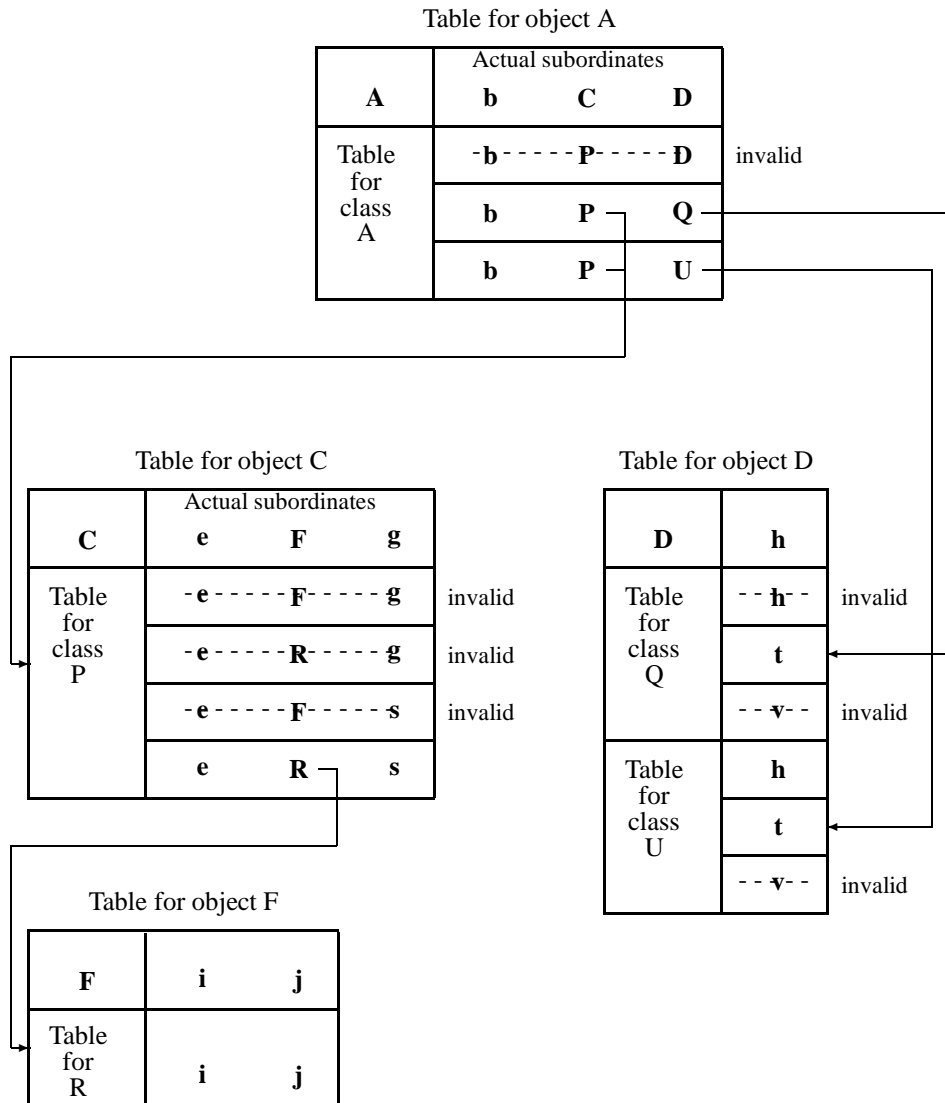 Table for object A
Actual subordinates
A b C D
Table for class A
b P D invalid
b P Q
b P U
Table for object C
Actual subordinates
C e F g
Table for class P
e F g invalid
e R g invalid
e F s invalid
e R s
Table for object D
D h
Table for class Q
h invalid
t
v invalid
Table for class U
h
t
v invalid
Table for object F
F i j
Table for R
i j